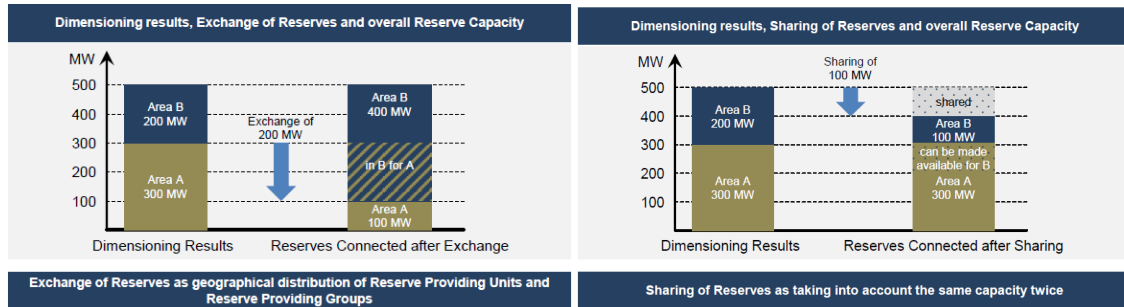 Dimensioning results, Exchange of Reserves and overall Reserve Capacity
MW
500
400
300
200
100
Area B
200 MW
Area A
300 MW
Exchange of
200 MW
Area B
400 MW
in B for A
Area A
100 MW
Dimensioning Results
Reserves Connected after Exchange
Exchange of Reserves as geographical distribution of Reserve Providing Units and
Reserve Providing Groups
Dimensioning results, Sharing of Reserves and overall Reserve Capacity
MW
500
400
300
200
100
Area B
200 MW
Area A
300 MW
Sharing of
100 MW
shared
Area B
100 MW
can be made
available for B
Area A
300 MW
Dimensioning Results
Reserves Connected after Sharing
Sharing of Reserves as taking into account the same capacity twice